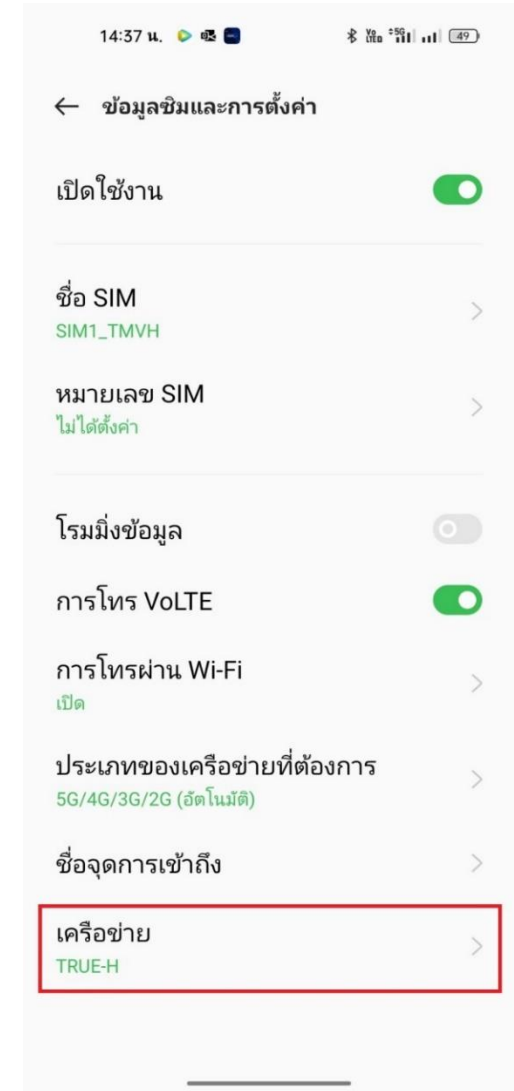 14:37 น. 49
ข้อมูลซิมและการตั้งค่า
เปิดใช้งาน
ชื่อ SIM
SIM1_TMVH
หมายเลข SIM
ไม่ได้ตั้งค่า
โรมมิ่งข้อมูล
การโทร VoLTE
การโทรผ่าน Wi-Fi
เปิด
ประเภทของเครือข่ายที่ต้องการ
5G/4G/3G/2G (อัตโนมัติ)
ชื่อจุดการเข้าถึง
เครือข่าย
TRUE-H